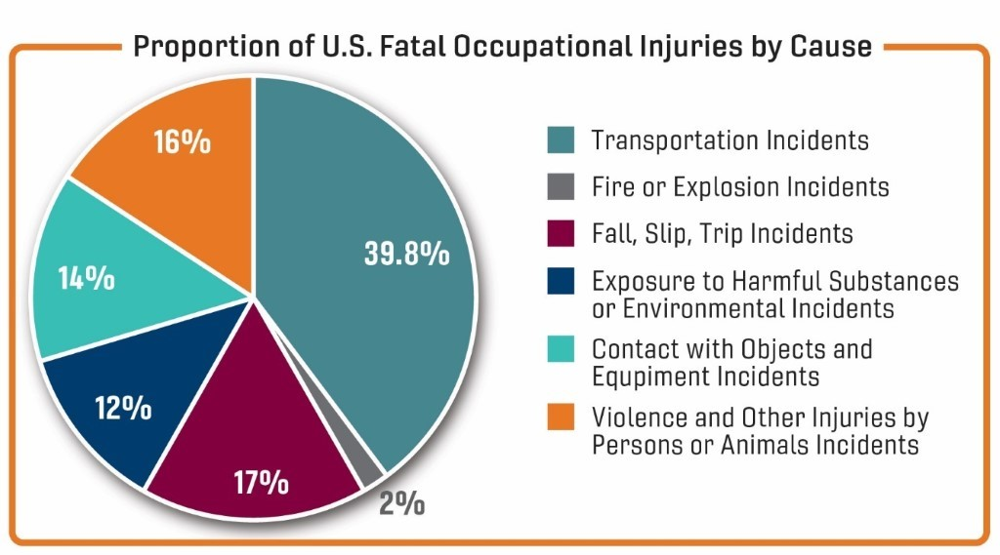 Proportion of U.S. Fatal Occupational Injuries by Cause
16%
39.8%
14%
12%
17%
2%
Transportation Incidents
Fire or Explosion Incidents
Fall, Slip, Trip Incidents
Exposure to Harmful Substances
or Environmental Incidents
Contact with Objects and
Equpiment Incidents
Violence and Other Injuries by
Persons or Animals Incidents